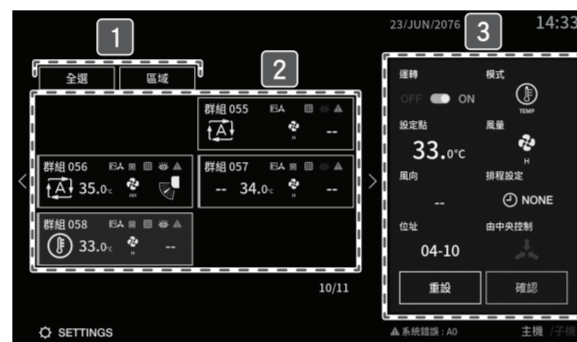 23/JUN/2076 14:33
1
2
3
全選 區域
群組 055
H --
群組 056 開
A 35.0℃ HH
群組 057 開
-- 34.0℃ H --
群組 058 開
33.0℃ H --
10/11
SETTINGS
運轉 模式
OFF ON
TEMP
設定點 風量
33.0℃
H
風向 排程設定
-- NONE
位址 由中央控制
04-10
重設 確認
系統錯誤 : A0 主機 /子機